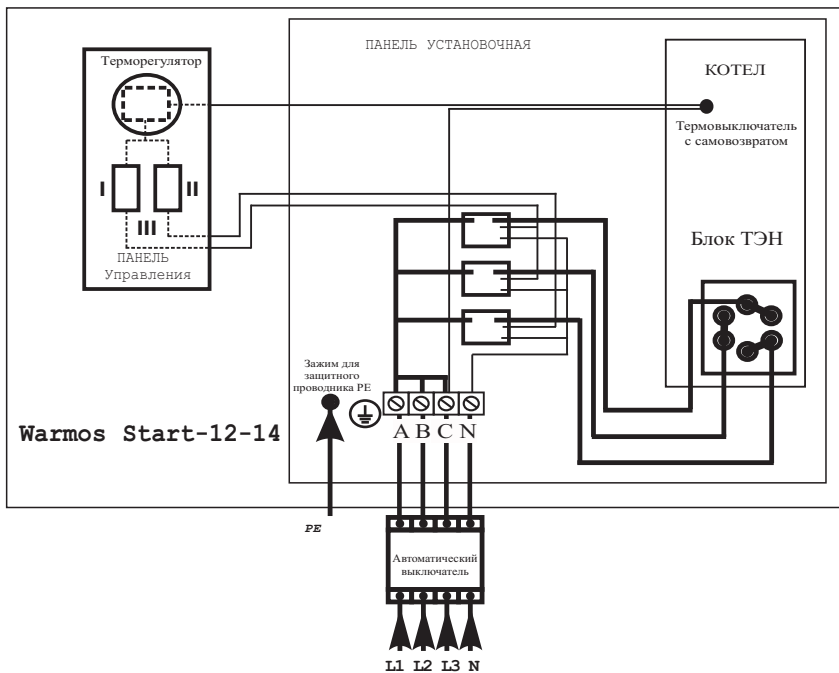 ПАНЕЛЬ УСТАНОВОЧНАЯ
Терморегулятор
I
II
III
ПАНЕЛЬ
Управления
КОТЕЛ
Термовыключатель
с самовозвратом
Блок ТЭН
Зажим для
защитного
проводника PE
Warmos Start-12-14
A B C N
PE
Автоматический
выключатель
L1 L2 L3 N